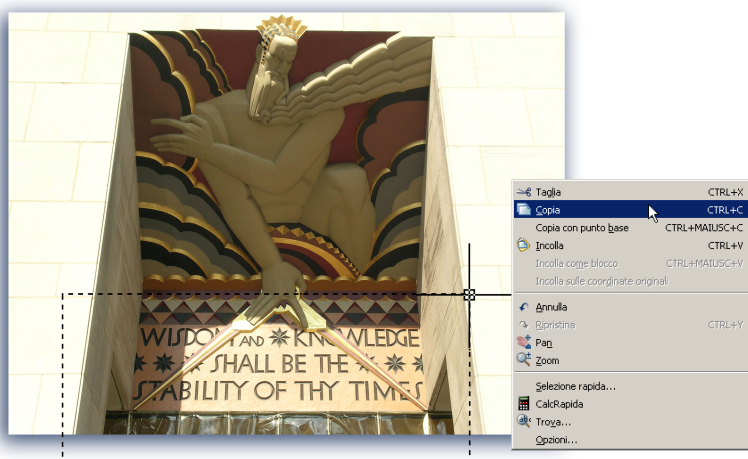 WISDOM AND ✳ KNOWLEDGE
✳ ✳ SHALL BE THE ✳ ✳
STABILITY OF THY TIMES
Taglia CTRL+X
Copia CTRL+C
Copia con punto base CTRL+MAIUSC+C
Incolla CTRL+V
Incolla come blocco CTRL+MAIUSC+V
Incolla sulle coordinate originali
Annulla
Ripristina CTRL+Y
Pan
Zoom
Selezione rapida...
CalcRapida
Trova...
Opzioni...